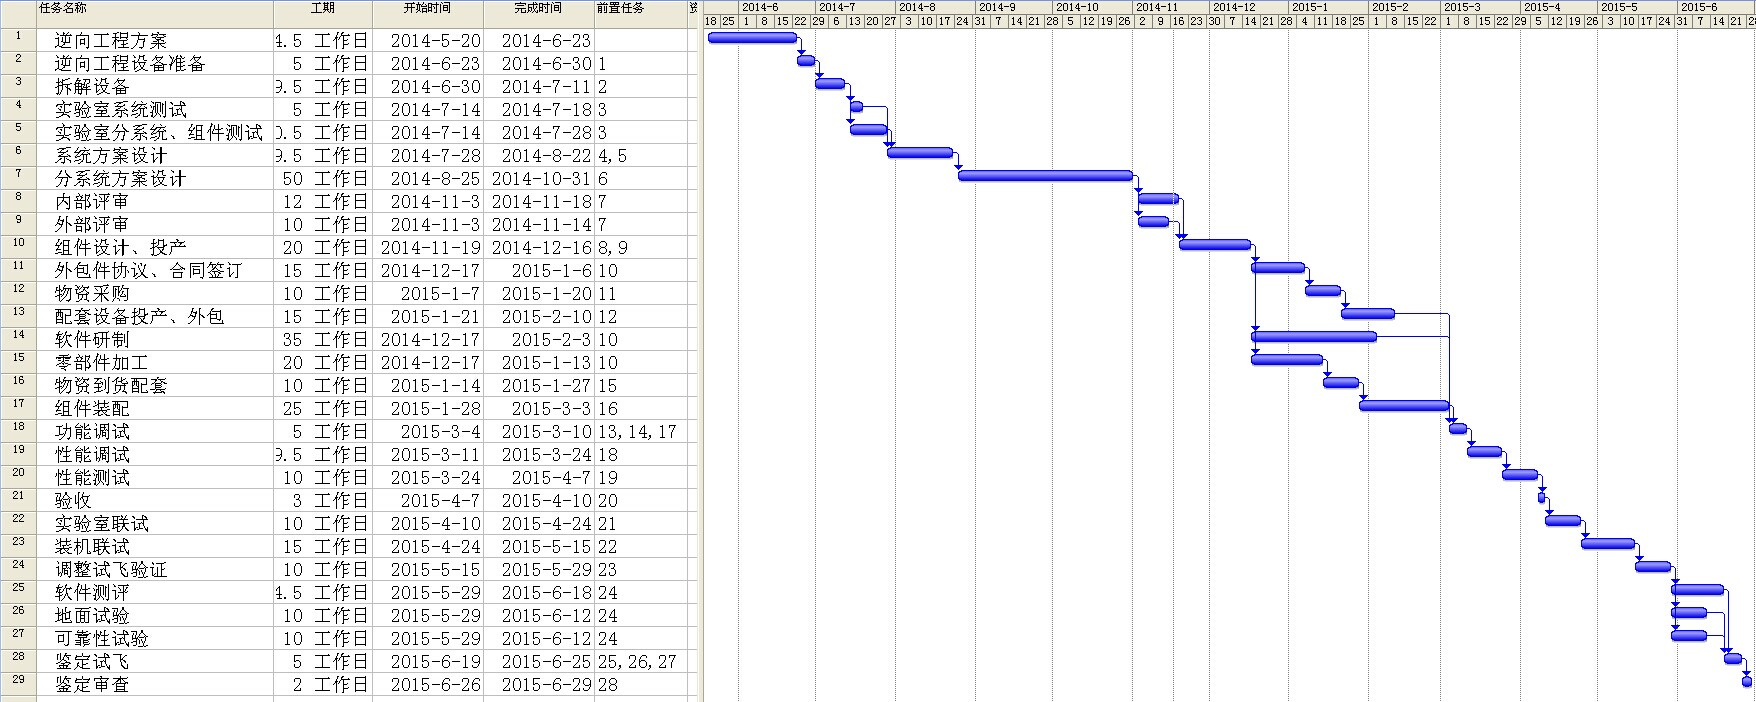 任务名称 工期 开始时间 完成时间 前置任务
2014-6 2014-7 2014-8 2014-9 2014-10 2014-11 2014-12 2015-1 2015-2 2015-3 2015-4 2015-5 2015-6
18 25 1 8 15 22 29 6 13 20 27 3 10 17 24 31 7 14 21 28 5 12 19 26 2 9 16 23 30 7 14 21 28 4 11 18 25 1 8 15 22 1 8 15 22 29 5 12 19 26 3 10 17 24 31 7 14 21 28
1 逆向工程方案 4.5 工作日 2014-5-20 2014-6-23
2 逆向工程设备准备 5 工作日 2014-6-23 2014-6-30 1
3 拆解设备 9.5 工作日 2014-6-30 2014-7-11 2
4 实验室系统测试 5 工作日 2014-7-14 2014-7-18 3
5 实验室分系统、组件测试 0.5 工作日 2014-7-14 2014-7-28 3
6 系统方案设计 9.5 工作日 2014-7-28 2014-8-22 4,5
7 分系统方案设计 50 工作日 2014-8-25 2014-10-31 6
8 内部评审 12 工作日 2014-11-3 2014-11-18 7
9 外部评审 10 工作日 2014-11-3 2014-11-14 7
10 组件设计、投产 20 工作日 2014-11-19 2014-12-16 8,9
11 外包件协议、合同签订 15 工作日 2014-12-17 2015-1-6 10
12 物资采购 10 工作日 2015-1-7 2015-1-20 11
13 配套设备投产、外包 15 工作日 2015-1-21 2015-2-10 12
14 软件研制 35 工作日 2014-12-17 2015-2-3 10
15 零部件加工 20 工作日 2014-12-17 2015-1-13 10
16 物资到货配套 10 工作日 2015-1-14 2015-1-27 15
17 组件装配 25 工作日 2015-1-28 2015-3-3 16
18 功能调试 5 工作日 2015-3-4 2015-3-10 13,14,17
19 性能调试 9.5 工作日 2015-3-11 2015-3-24 18
20 性能测试 10 工作日 2015-3-24 2015-4-7 19
21 验收 3 工作日 2015-4-7 2015-4-10 20
22 实验室联试 10 工作日 2015-4-10 2015-4-24 21
23 装机联试 15 工作日 2015-4-24 2015-5-15 22
24 调整试飞验证 10 工作日 2015-5-15 2015-5-29 23
25 软件测评 4.5 工作日 2015-5-29 2015-6-18 24
26 地面试验 10 工作日 2015-5-29 2015-6-12 24
27 可靠性试验 10 工作日 2015-5-29 2015-6-12 24
28 鉴定试飞 5 工作日 2015-6-19 2015-6-25 25,26,27
29 鉴定审查 2 工作日 2015-6-26 2015-6-29 28